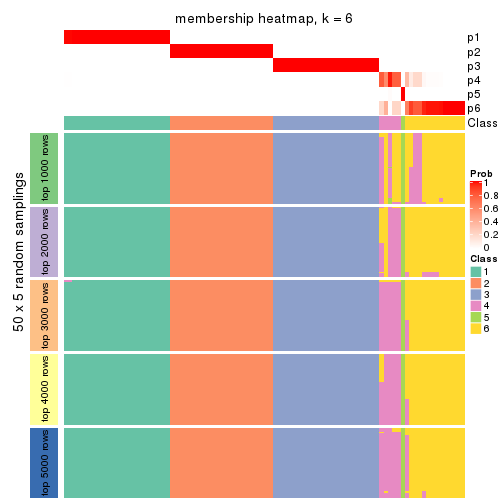 membership heatmap, k = 6
p1
p2
p3
p4
p5
p6
Class
50 x 5 random samplings
top 1000 rows
top 2000 rows
top 3000 rows
top 4000 rows
top 5000 rows
Prob
1
0.8
0.6
0.4
0.2
0
Class
1
2
3
4
5
6